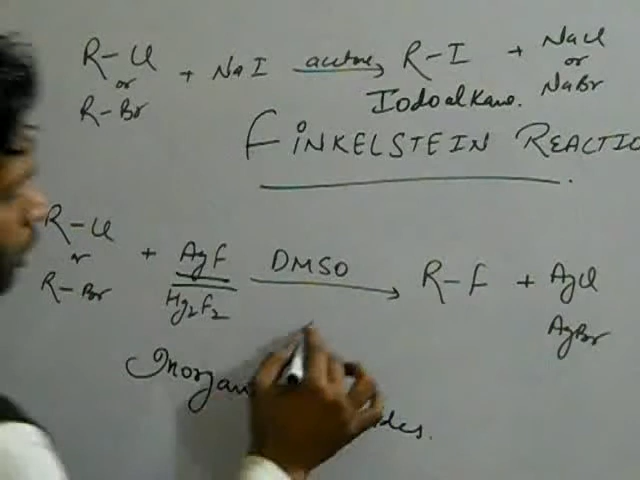 R-Cl or R-Br + NaI acetone R-I + NaCl or NaBr
Iodoalkane.
FINKELSTEIN REACTIO
R-Cl or R-Br + AgF Hg2F2 DMSO R-F + AgCl AgBr